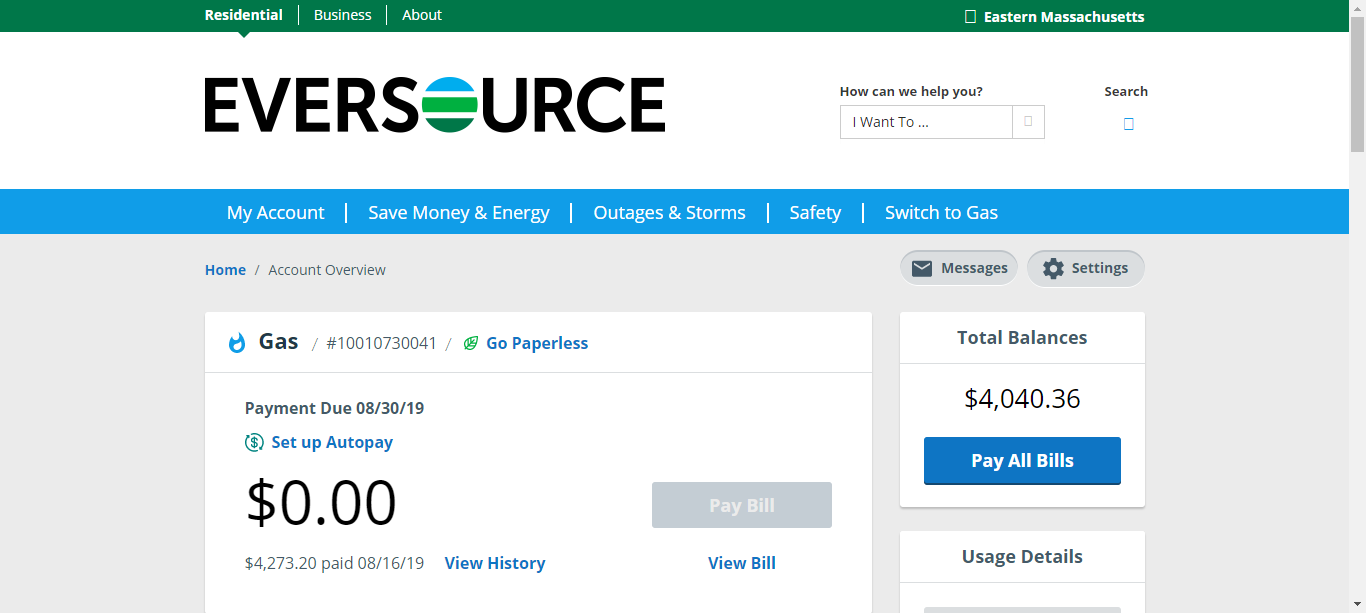 Residential
Business
About
Eastern Massachusetts
EVERSOURCE
How can we help you?
I Want To ...
Search
My Account
Save Money & Energy
Outages & Storms
Safety
Switch to Gas
Home / Account Overview
Messages
Settings
Gas / #10010730041 / Go Paperless
Payment Due 08/30/19
Set up Autopay
$0.00
Pay Bill
$4,273.20 paid 08/16/19 View History
View Bill
Total Balances
$4,040.36
Pay All Bills
Usage Details